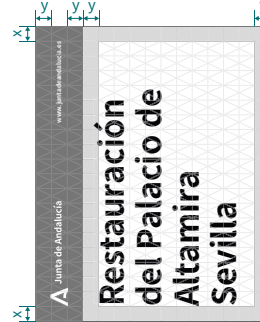 y y y
x
x
www.juntadeandalucia.es
Junta de Andalucía
Restauración
del Palacio de
Altamira
Sevilla